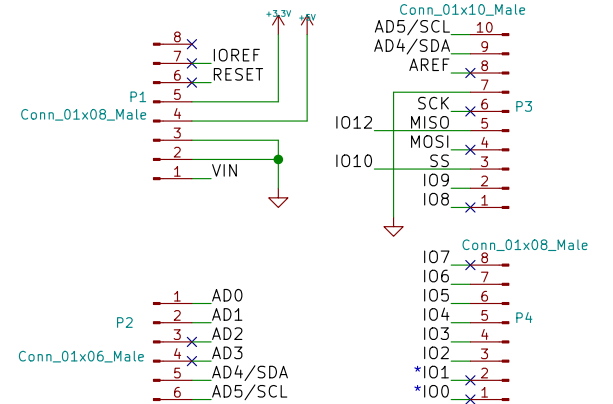 +3.3V
+5V
8
7 IOREF
6 RESET
P1
5
Conn_01x08_Male
4
3
2
1 VIN
Conn_01x10_Male
AD5/SCL 10
AD4/SDA 9
AREF 8
7
SCK 6
P3
IO12 MISO 5
MOSI 4
IO10 SS 3
IO9 2
IO8 1
1 AD0
P2
2 AD1
3 AD2
Conn_01x06_Male
4 AD3
5 AD4/SDA
6 AD5/SCL
Conn_01x08_Male
IO7 8
IO6 7
IO5 6
IO4 5
P4
IO3 4
IO2 3
*IO1 2
*IO0 1